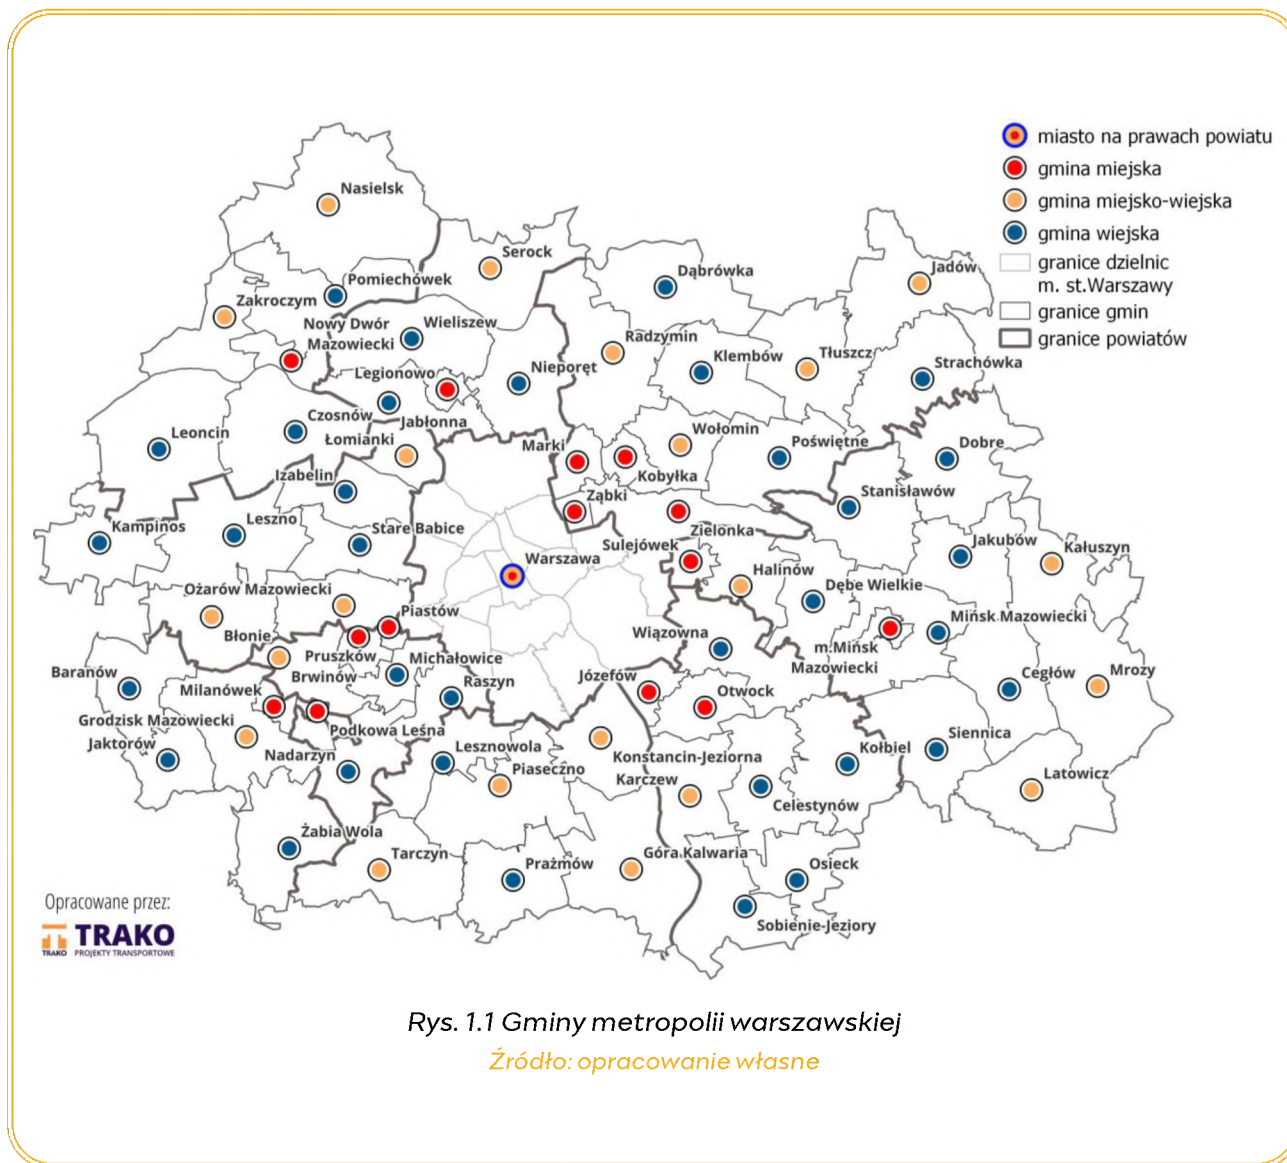 miasto na prawach powiatu
gmina miejska
gmina miejsko-wiejska
gmina wiejska
granice dzielnic
m. st.Warszawy
granice gmin
granice powiatów
Nasielsk
Serock
Dąbrówka
Jadów
Pomiechówek
Zakroczym
Nowy Dwór
Mazowiecki
Wieliszew
Radzymin
Klembów
Tłuszcz
Strachówka
Legionowo
Nieporęt
Czosnów
Jabłonna
Leoncin
Łomianki
Marki
Wołomin
Poświętne
Dobre
Kobyłka
Izabelin
Ząbki
Stanisławów
Kampinos
Leszno
Stare Babice
Zielonka
Sulejówek
Jakubów
Kałuszyn
Warszawa
Halinów
Dębe Wielkie
Ożarów Mazowiecki
Piastów
Mińsk Mazowiecki
Błonie
Wiązowna
m.Mińsk
Mazowiecki
Pruszków
Michałowice
Baranów
Brwinów
Józefów
Cegłów
Mrozy
Milanówek
Raszyn
Otwock
Grodzisk Mazowiecki
Podkowa Leśna
Siennica
Jaktorów
Nadarzyn
Lesznowola
Konstancin-Jeziorna
Kołbiel
Piaseczno
Karczew
Latowicz
Celestynów
Żabia Wola
Tarczyn
Prażmów
Góra Kalwaria
Osieck
Sobienie-Jeziory
Opracowane przez:
TRAKO
TRAKO PROJEKTY TRANSPORTOWE
Rys. 1.1 Gminy metropolii warszawskiej
Źródło: opracowanie własne